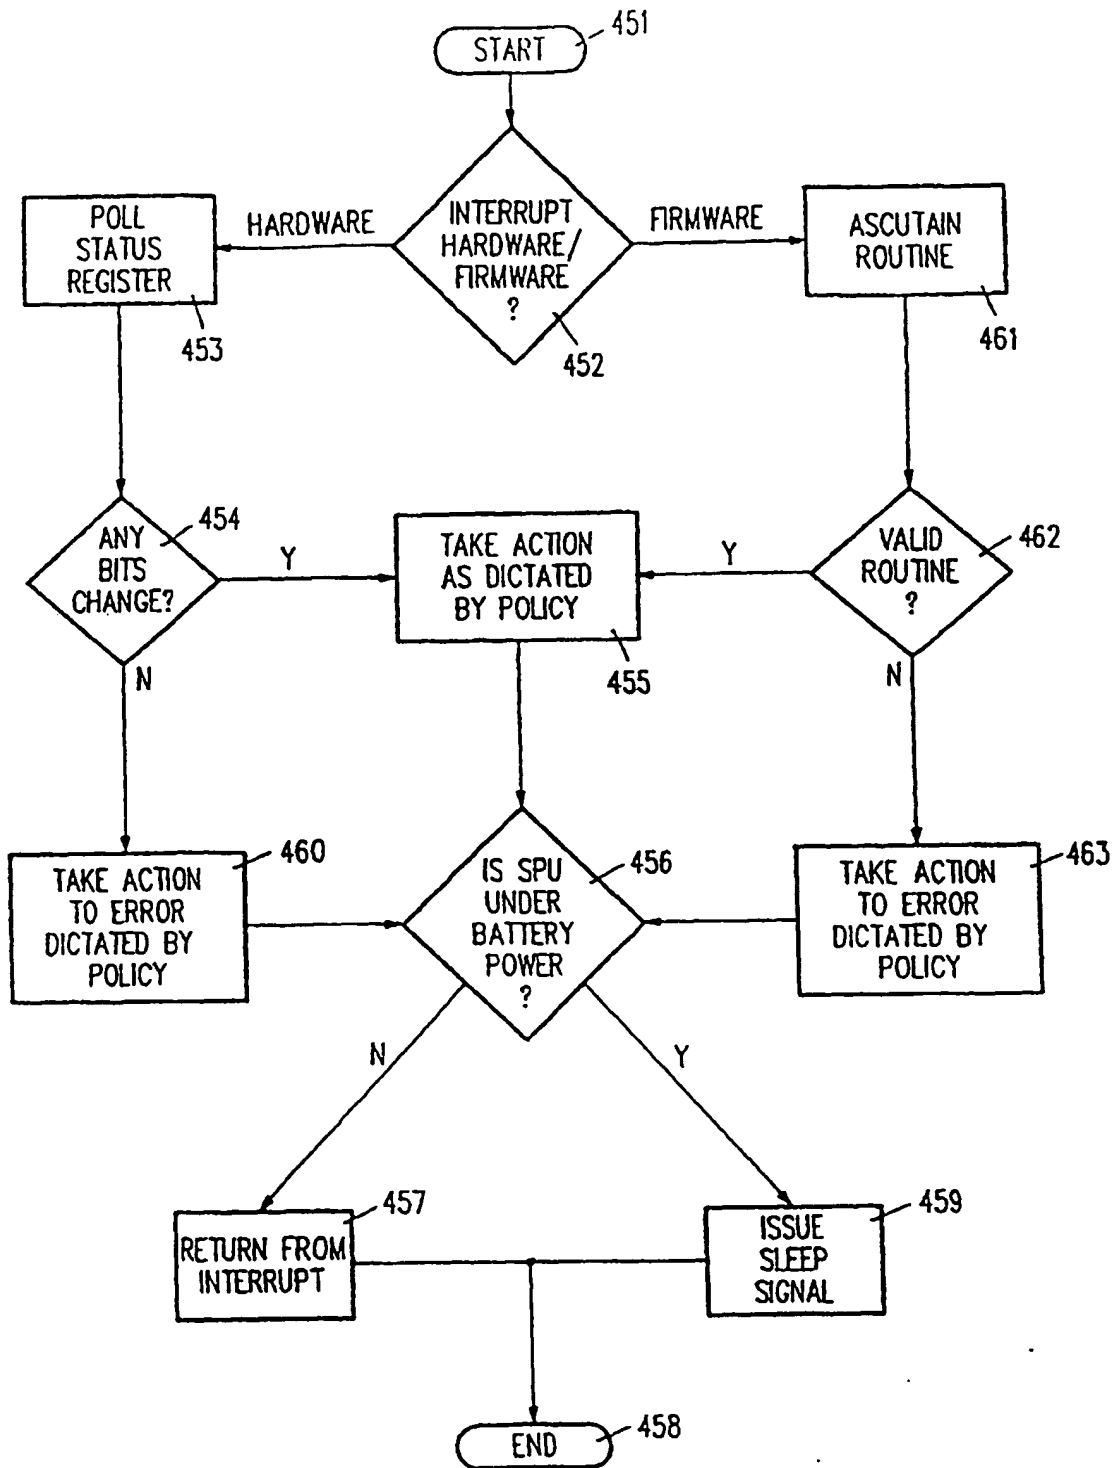 START
451
INTERRUPT
HARDWARE/
FIRMWARE
?
452
HARDWARE
FIRMWARE
POLL
STATUS
REGISTER
453
ASCUTAIN
ROUTINE
461
ANY
BITS
CHANGE?
454
Y
N
TAKE ACTION
AS DICTATED
BY POLICY
455
Y
VALID
ROUTINE
?
462
N
TAKE ACTION
TO ERROR
DICTATED BY
POLICY
460
IS SPU
UNDER
BATTERY
POWER
?
456
TAKE ACTION
TO ERROR
DICTATED BY
POLICY
463
N
Y
RETURN FROM
INTERRUPT
457
ISSUE
SLEEP
SIGNAL
459
END
458